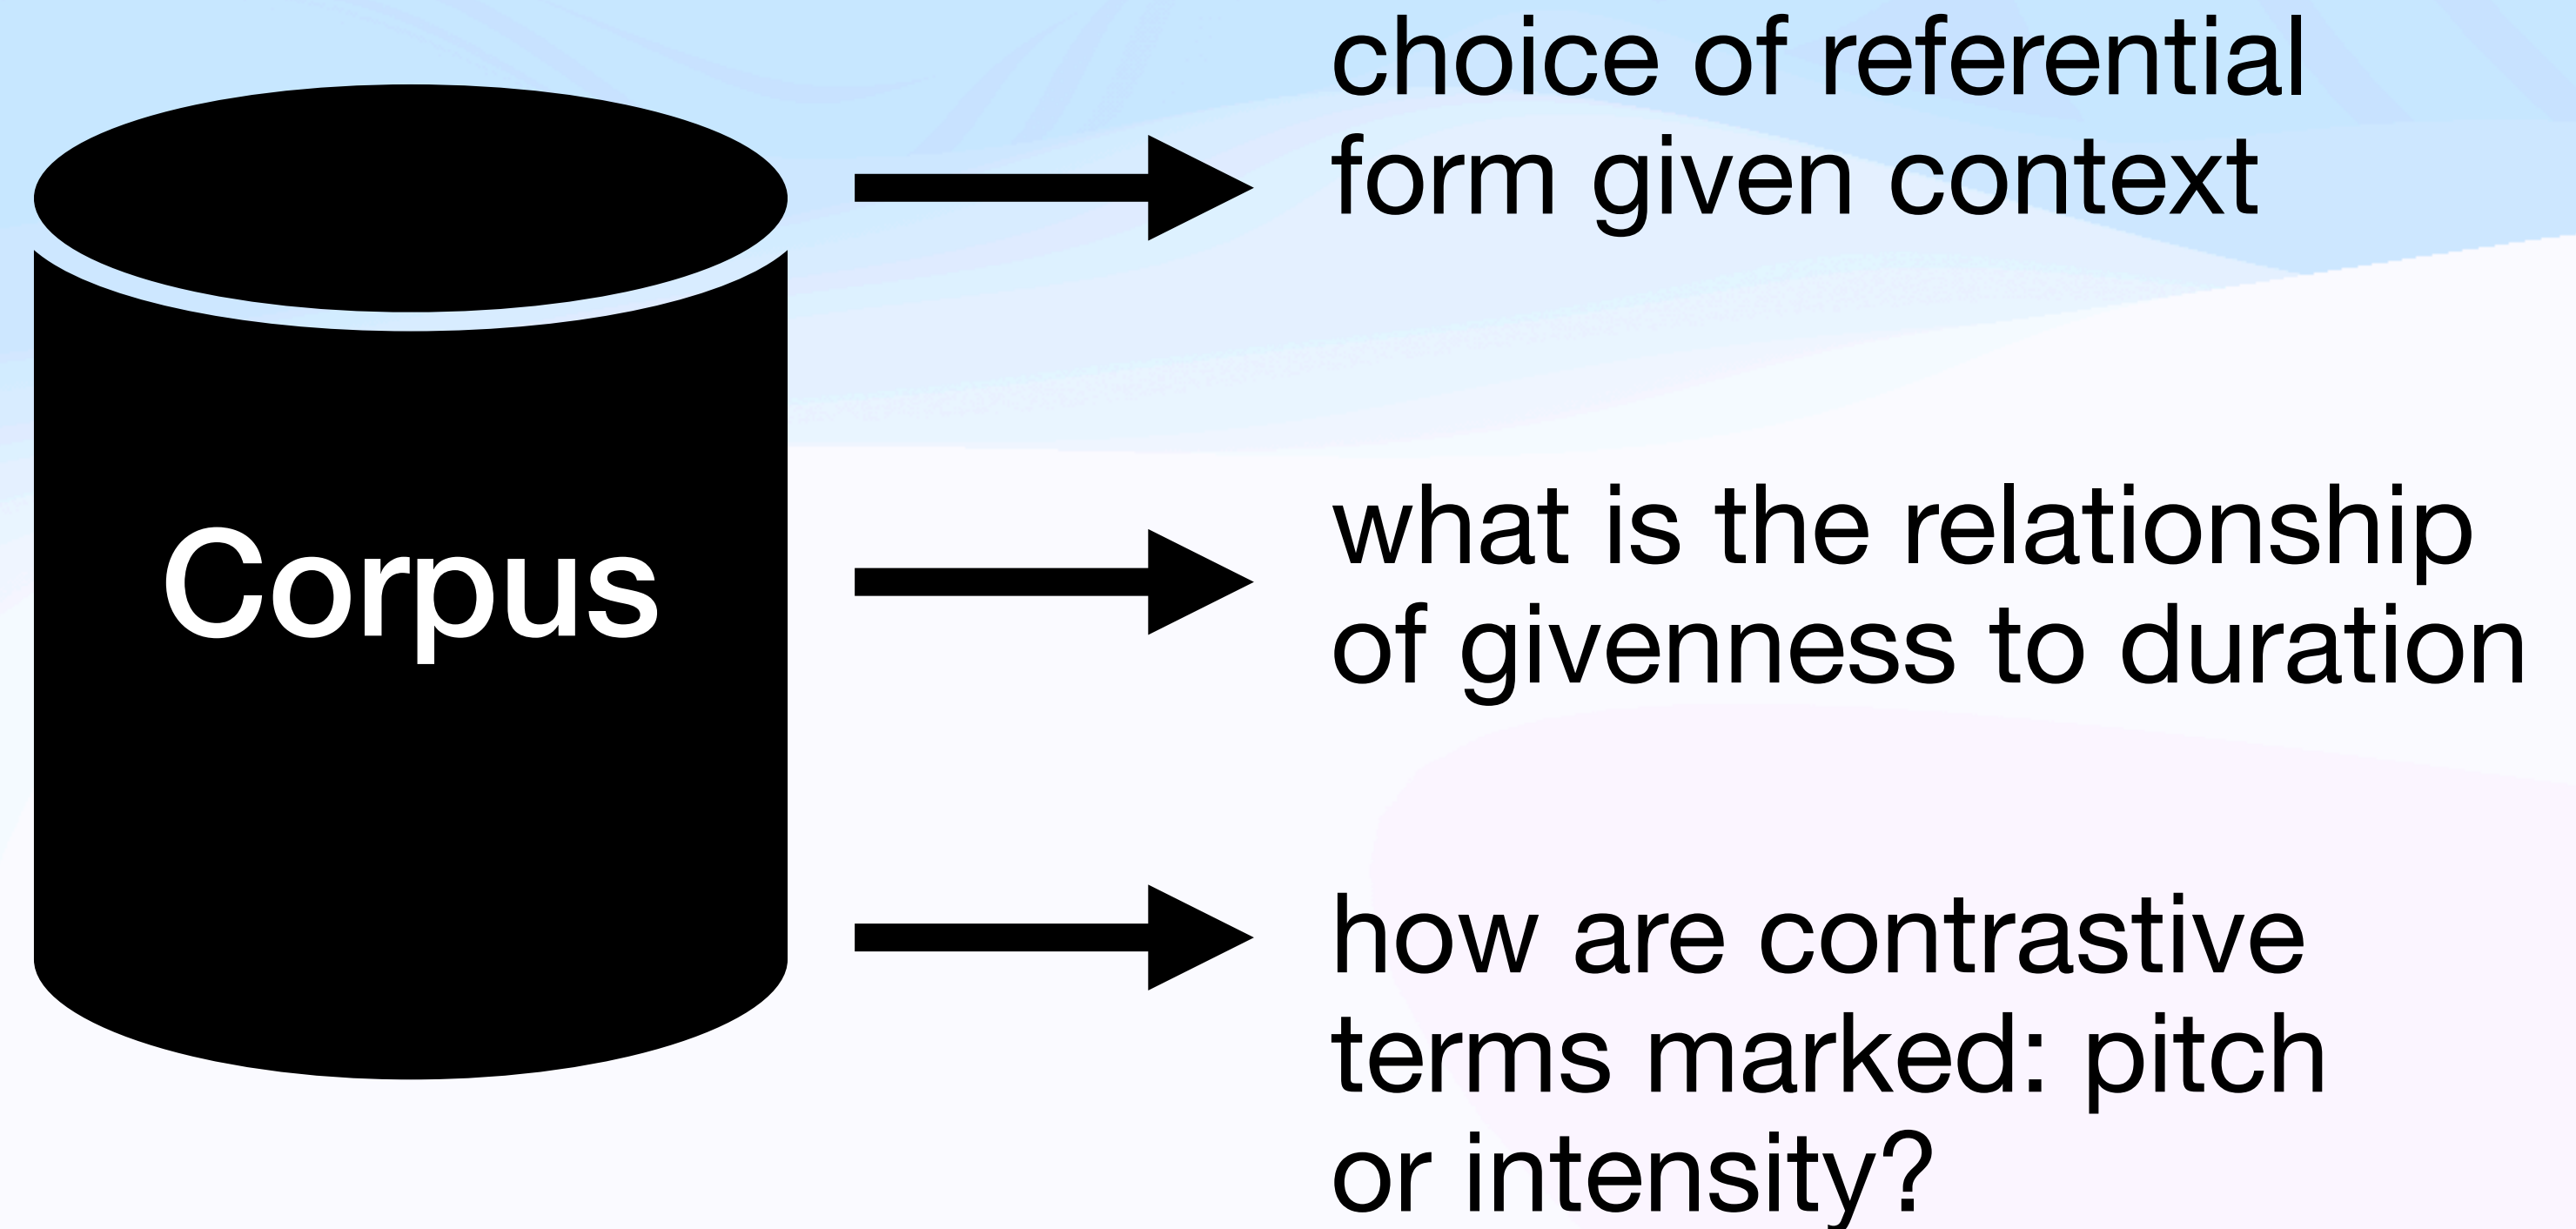 choice of referential
form given context
Corpus
what is the relationship
of givenness to duration
how are contrastive
terms marked: pitch
or intensity?